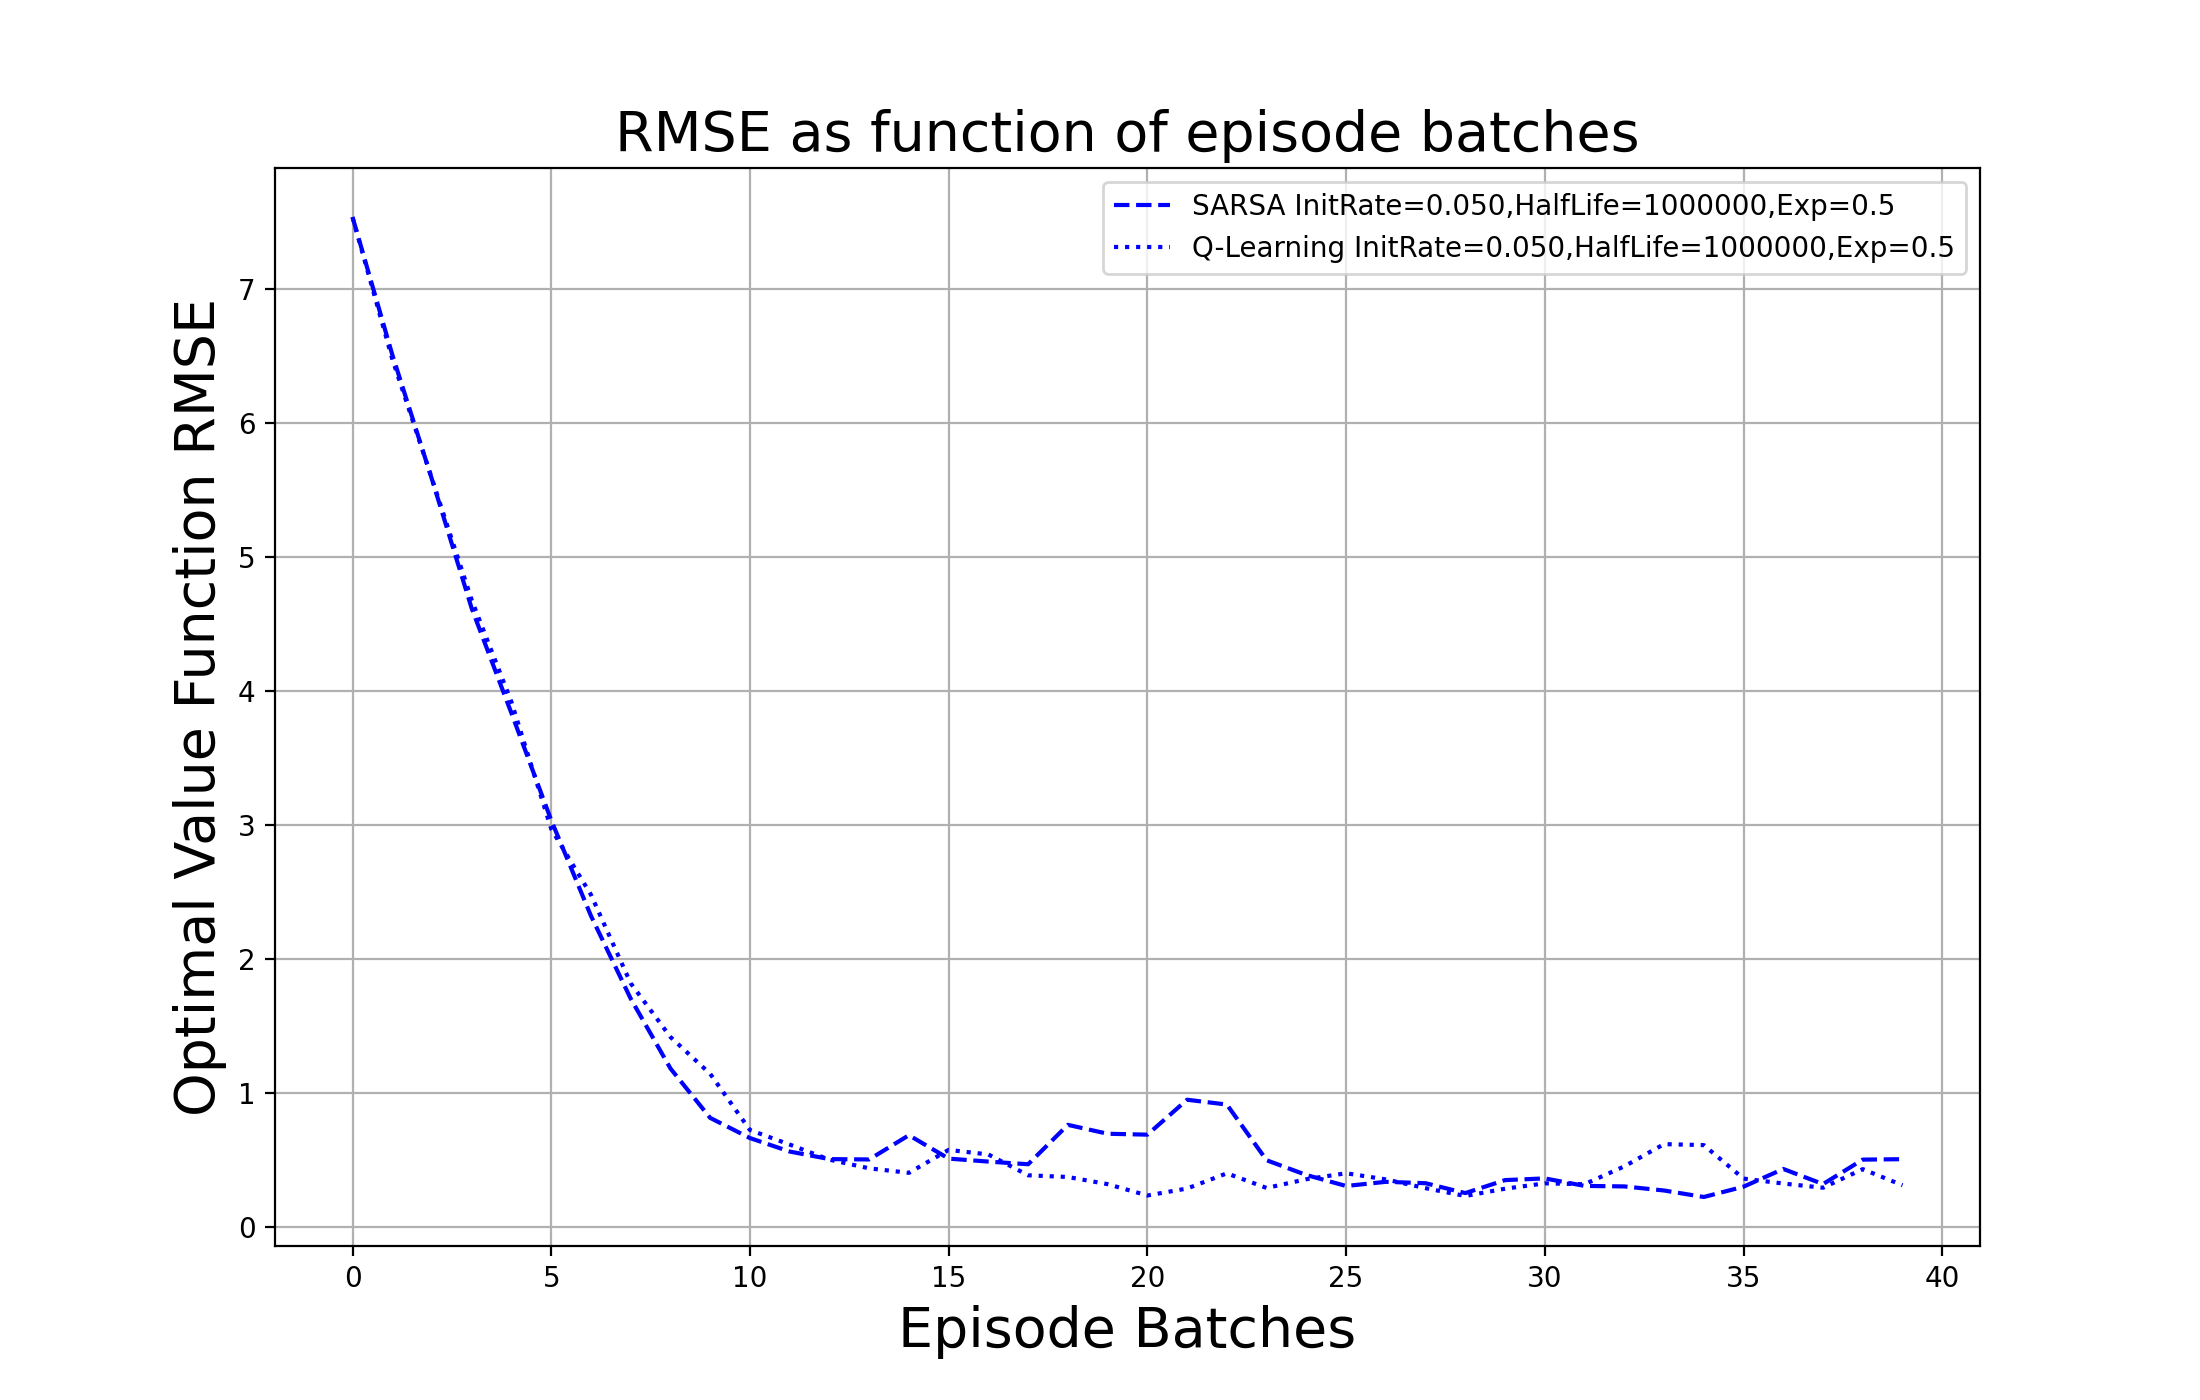 RMSE as function of episode batches
SARSA InitRate=0.050,HalfLife=1000000,Exp=0.5
Q-Learning InitRate=0.050,HalfLife=1000000,Exp=0.5
Optimal Value Function RMSE
7
6
5
4
3
2
1
0
0 5 10 15 20 25 30 35 40
Episode Batches